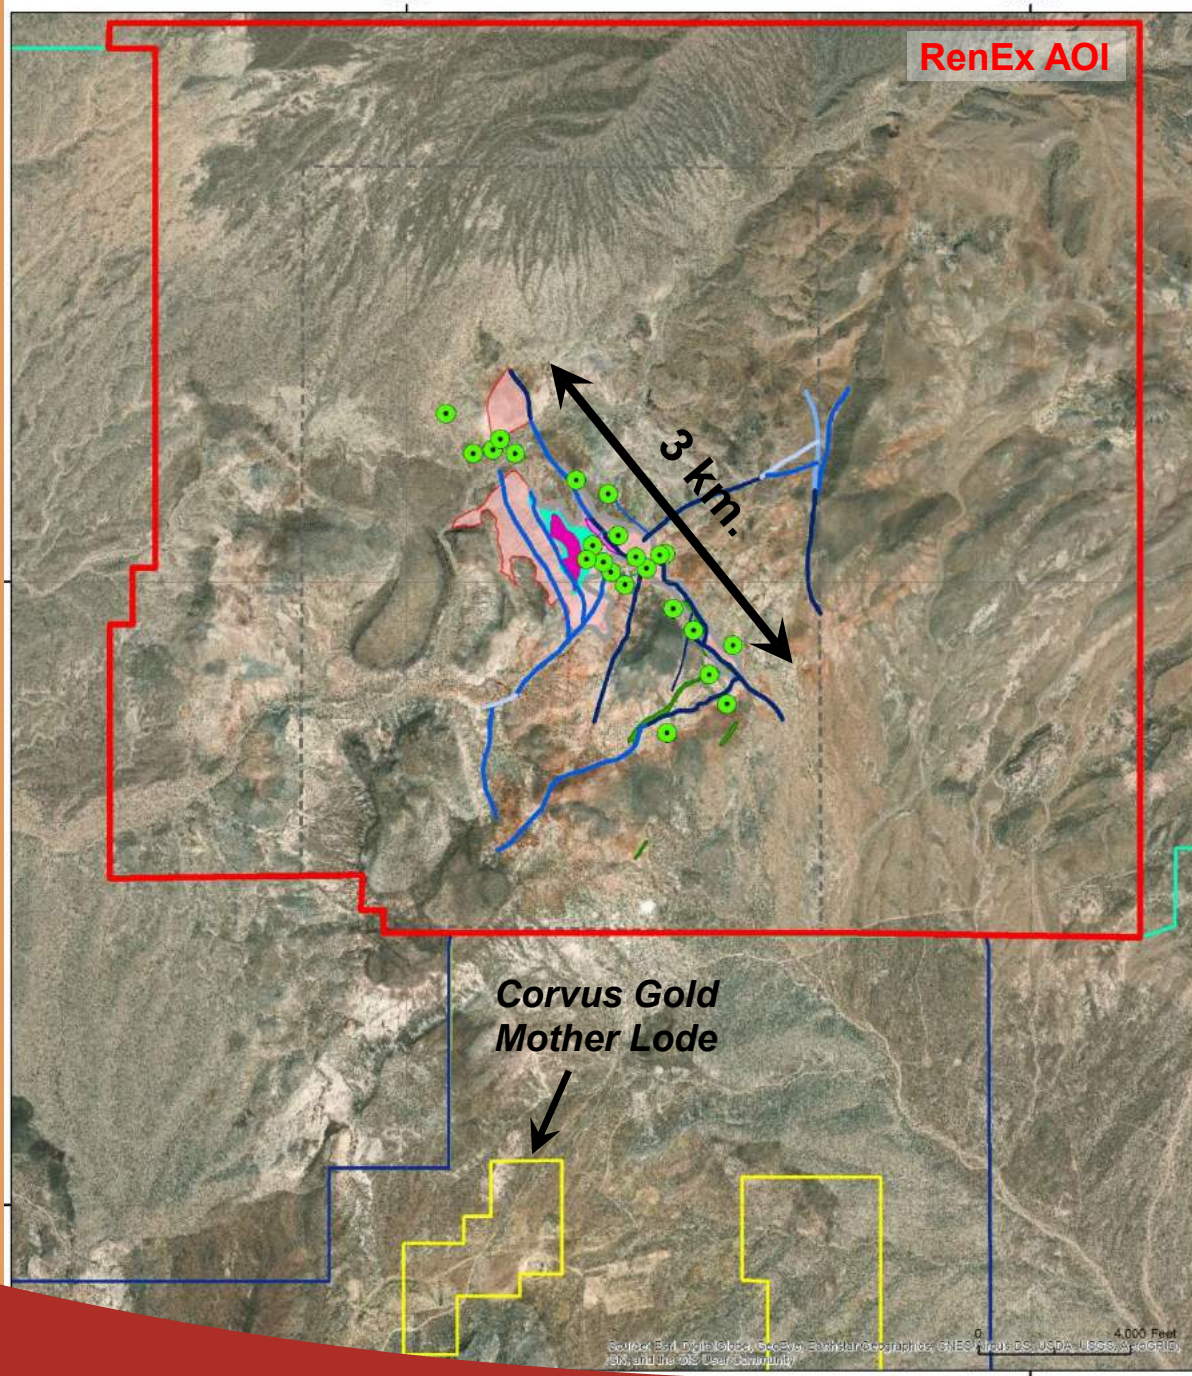 RenEx AOI
3 km.
Corvus Gold
Mother Lode
0 4,000 Feet
Source: Esri, DigitalGlobe, GeoEye, Earthstar Geographics, CNES/Airbus DS, USDA, USGS, AeroGRID,
IGN, and the GIS User Community